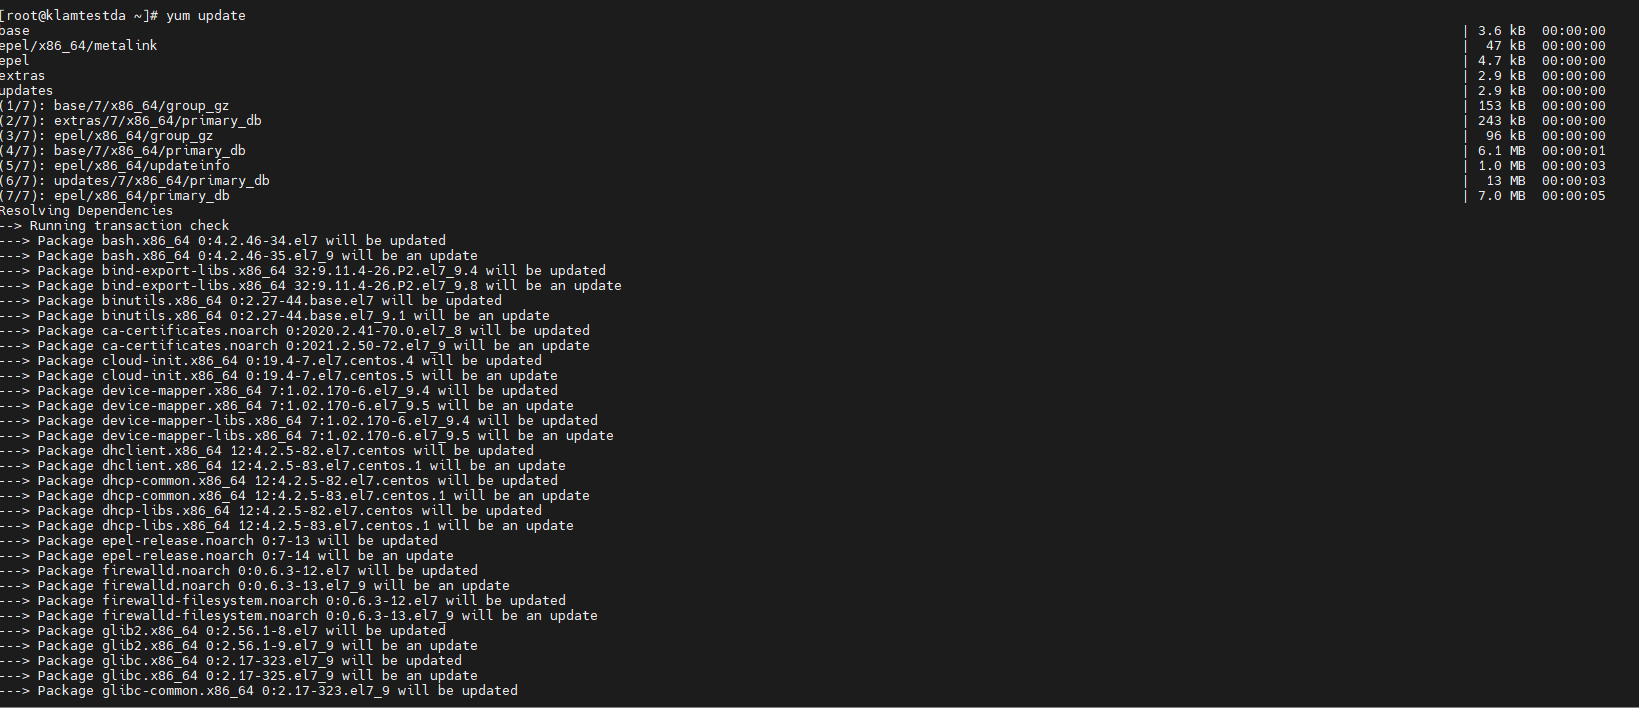 [root@klamtestda ~]# yum update
base | 3.6 kB 00:00:00
epel/x86_64/metalink | 47 kB 00:00:00
epel | 4.7 kB 00:00:00
extras | 2.9 kB 00:00:00
updates | 2.9 kB 00:00:00
(1/7): base/7/x86_64/group_gz | 153 kB 00:00:00
(2/7): extras/7/x86_64/primary_db | 243 kB 00:00:00
(3/7): epel/x86_64/group_gz | 96 kB 00:00:00
(4/7): base/7/x86_64/primary_db | 6.1 MB 00:00:01
(5/7): epel/x86_64/updateinfo | 1.0 MB 00:00:03
(6/7): updates/7/x86_64/primary_db | 13 MB 00:00:03
(7/7): epel/x86_64/primary_db | 7.0 MB 00:00:05
Resolving Dependencies
--> Running transaction check
---> Package bash.x86_64 0:4.2.46-34.el7 will be updated
---> Package bash.x86_64 0:4.2.46-35.el7_9 will be an update
---> Package bind-export-libs.x86_64 32:9.11.4-26.P2.el7_9.4 will be updated
---> Package bind-export-libs.x86_64 32:9.11.4-26.P2.el7_9.8 will be an update
---> Package binutils.x86_64 0:2.27-44.base.el7 will be updated
---> Package binutils.x86_64 0:2.27-44.base.el7_9.1 will be an update
---> Package ca-certificates.noarch 0:2020.2.41-70.0.el7_8 will be updated
---> Package ca-certificates.noarch 0:2021.2.50-72.el7_9 will be an update
---> Package cloud-init.x86_64 0:19.4-7.el7.centos.4 will be updated
---> Package cloud-init.x86_64 0:19.4-7.el7.centos.5 will be an update
---> Package device-mapper.x86_64 7:1.02.170-6.el7_9.4 will be updated
---> Package device-mapper.x86_64 7:1.02.170-6.el7_9.5 will be an update
---> Package device-mapper-libs.x86_64 7:1.02.170-6.el7_9.4 will be updated
---> Package device-mapper-libs.x86_64 7:1.02.170-6.el7_9.5 will be an update
---> Package dhclient.x86_64 12:4.2.5-82.el7.centos will be updated
---> Package dhclient.x86_64 12:4.2.5-83.el7.centos.1 will be an update
---> Package dhcp-common.x86_64 12:4.2.5-82.el7.centos will be updated
---> Package dhcp-common.x86_64 12:4.2.5-83.el7.centos.1 will be an update
---> Package dhcp-libs.x86_64 12:4.2.5-82.el7.centos will be updated
---> Package dhcp-libs.x86_64 12:4.2.5-83.el7.centos.1 will be an update
---> Package epel-release.noarch 0:7-13 will be updated
---> Package epel-release.noarch 0:7-14 will be an update
---> Package firewalld.noarch 0:0.6.3-12.el7 will be updated
---> Package firewalld.noarch 0:0.6.3-13.el7_9 will be an update
---> Package firewalld-filesystem.noarch 0:0.6.3-12.el7 will be updated
---> Package firewalld-filesystem.noarch 0:0.6.3-13.el7_9 will be an update
---> Package glib2.x86_64 0:2.56.1-8.el7 will be updated
---> Package glib2.x86_64 0:2.56.1-9.el7_9 will be an update
---> Package glibc.x86_64 0:2.17-323.el7_9 will be updated
---> Package glibc.x86_64 0:2.17-325.el7_9 will be an update
---> Package glibc-common.x86_64 0:2.17-323.el7_9 will be updated